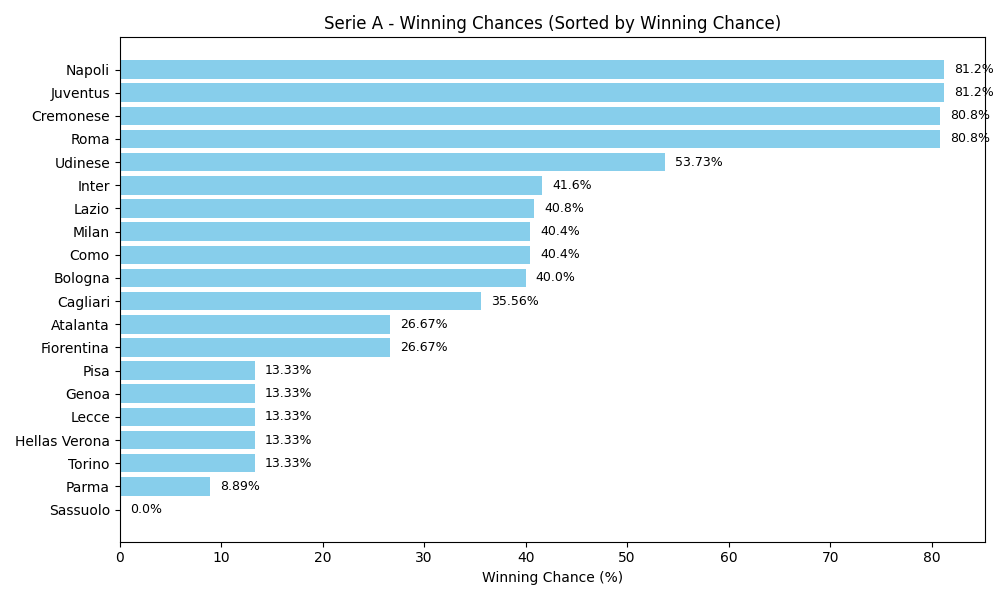 Serie A - Winning Chances (Sorted by Winning Chance)
Napoli 81.2%
Juventus 81.2%
Cremonese 80.8%
Roma 80.8%
Udinese 53.73%
Inter 41.6%
Lazio 40.8%
Milan 40.4%
Como 40.4%
Bologna 40.0%
Cagliari 35.56%
Atalanta 26.67%
Fiorentina 26.67%
Pisa 13.33%
Genoa 13.33%
Lecce 13.33%
Hellas Verona 13.33%
Torino 13.33%
Parma 8.89%
Sassuolo 0.0%
0 10 20 30 40 50 60 70 80
Winning Chance (%)